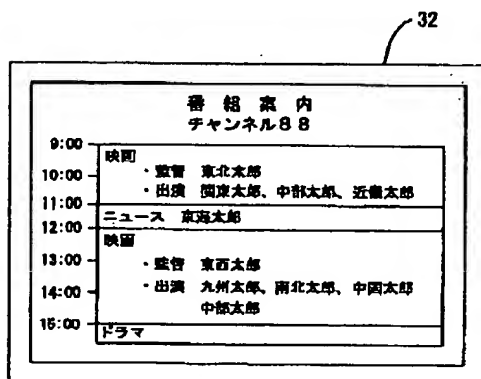 32
番組案内
チャンネル88
9:00
映画
10:00
・監督 東北太郎
・出演 関東太郎、中部太郎、近畿太郎
11:00
ニュース 東海太郎
12:00
映画
13:00
・監督 東西太郎
14:00
・出演 九州太郎、南北太郎、中国太郎
中部太郎
15:00
ドラマ